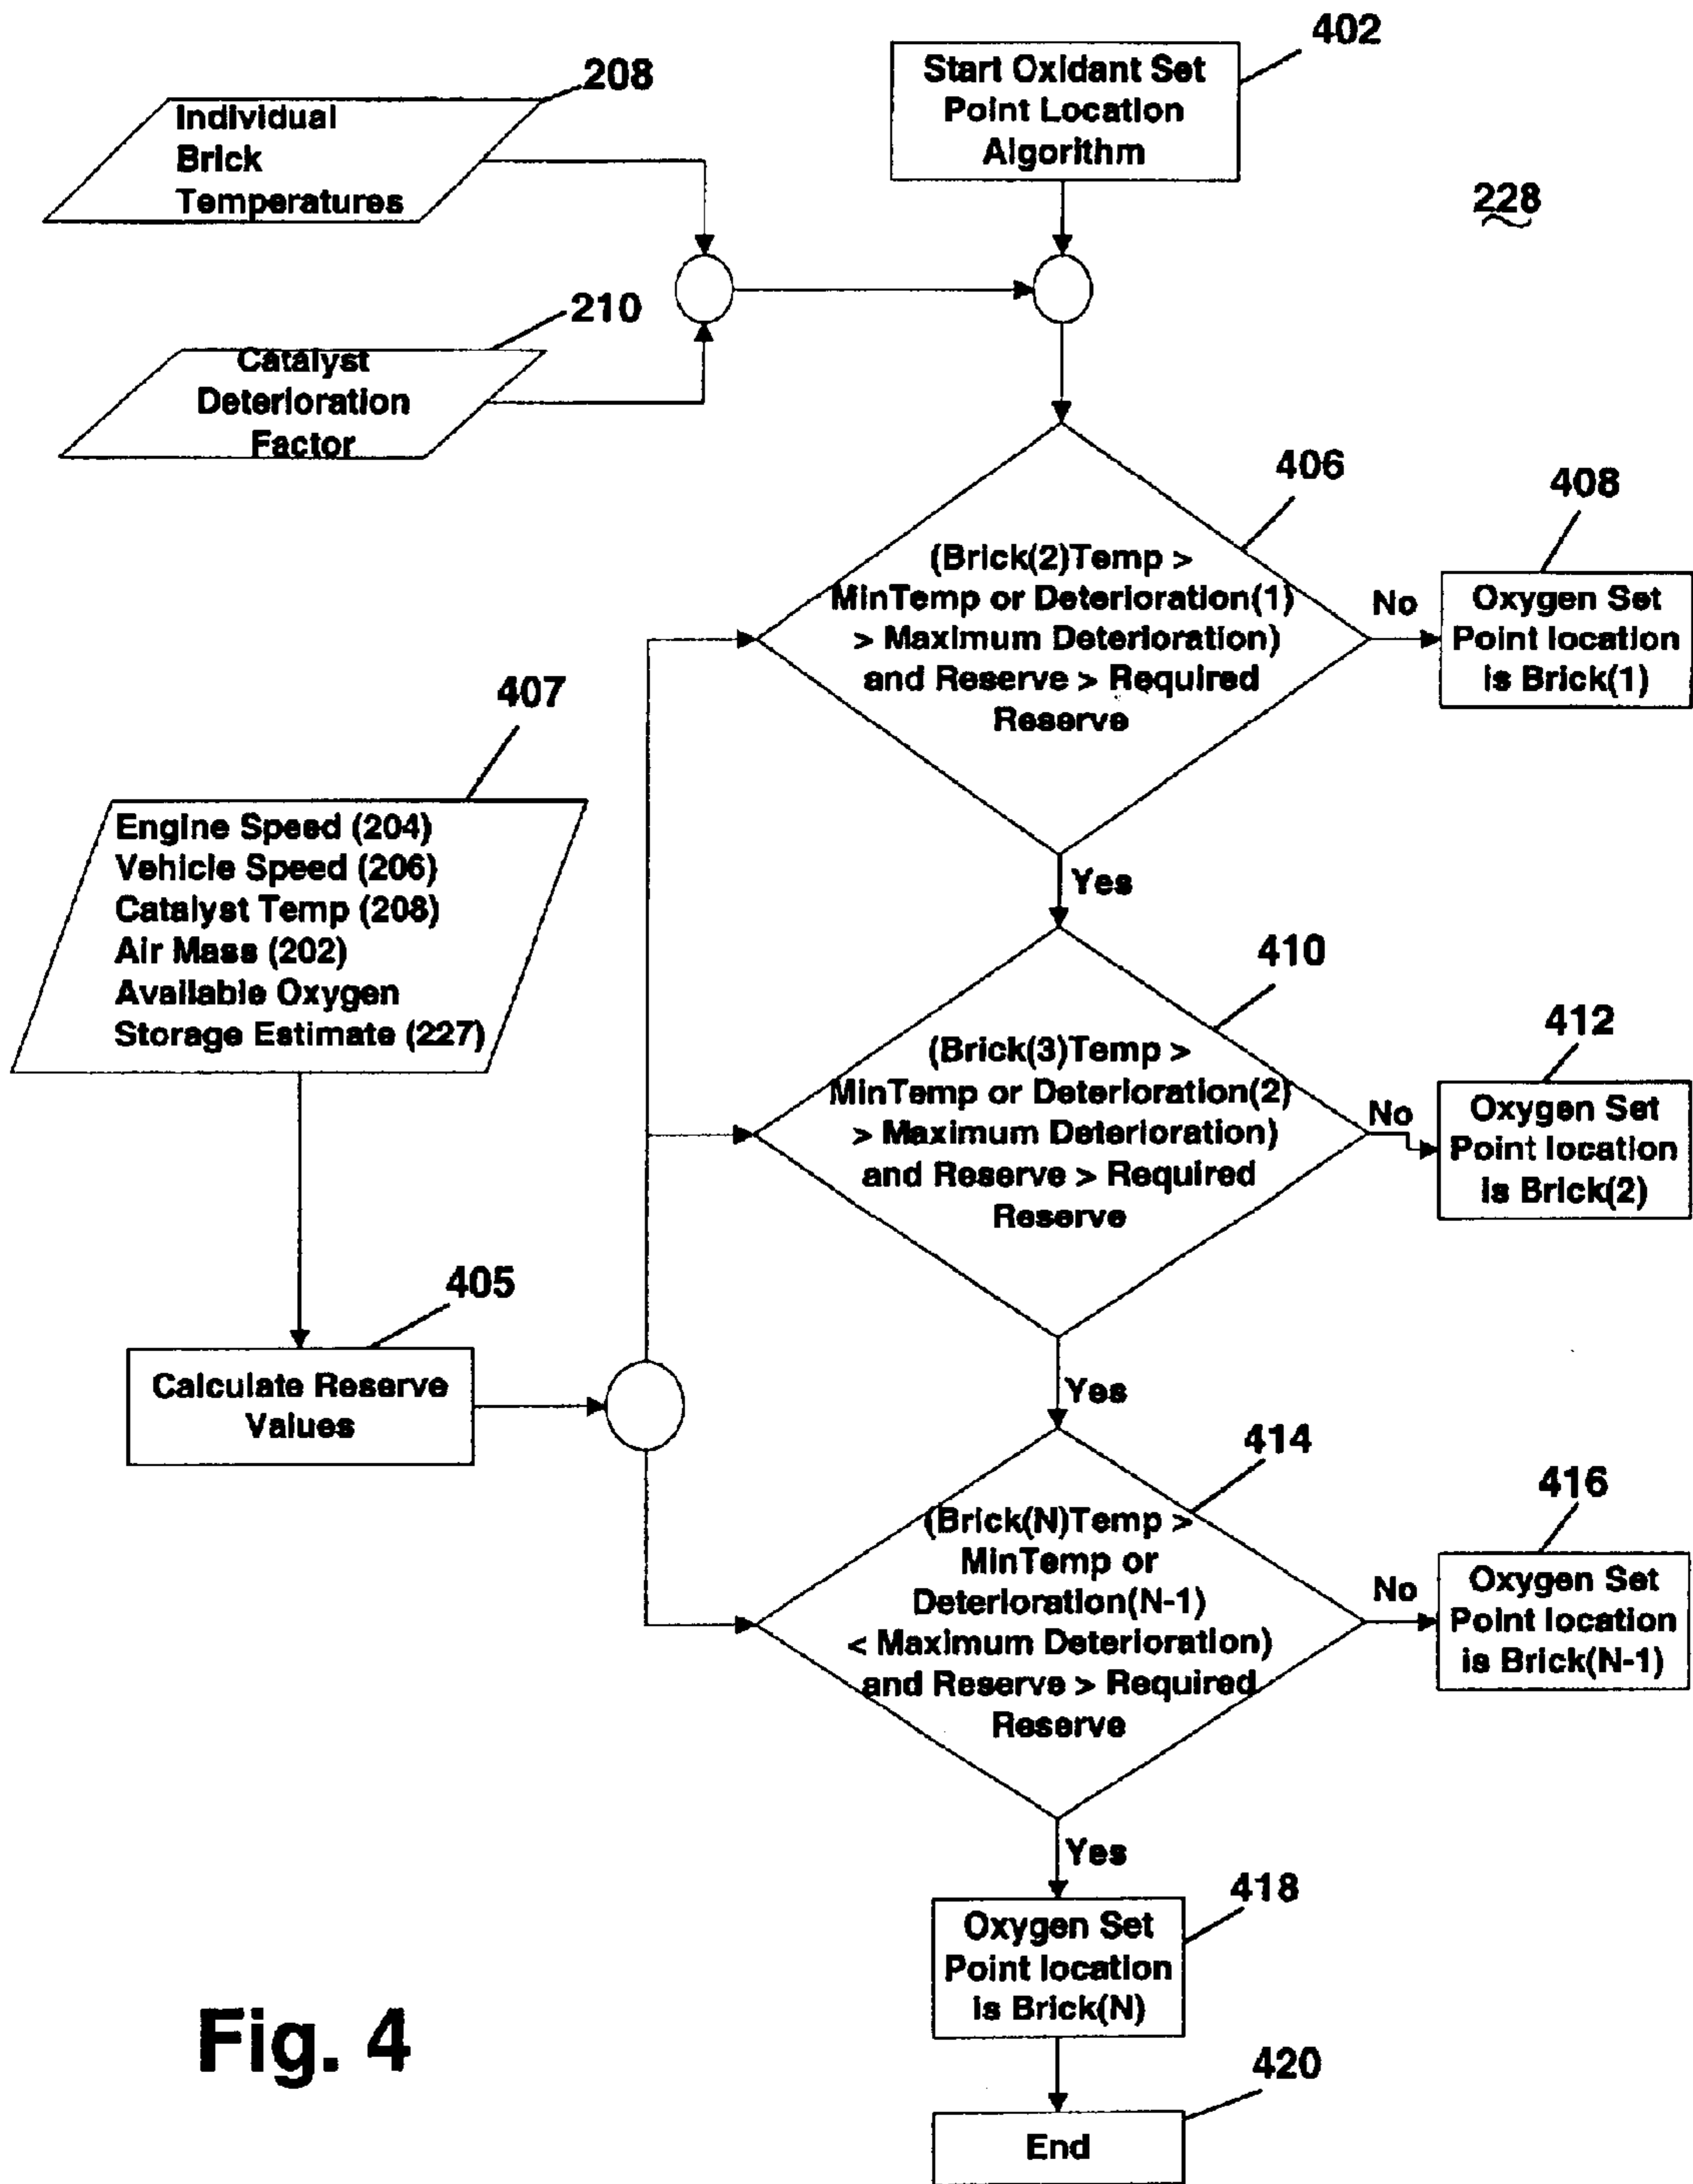 402
Start Oxidant Set
Point Location
Algorithm
208
Individual
Brick
Temperatures
228
210
Catalyst
Deterioration
Factor
406
(Brick(2)Temp >
MinTemp or Deterioration(1)
> Maximum Deterioration)
and Reserve > Required
Reserve
No
408
Oxygen Set
Point location
is Brick(1)
407
Engine Speed (204)
Vehicle Speed (206)
Catalyst Temp (208)
Air Mass (202)
Available Oxygen
Storage Estimate (227)
Yes
410
(Brick(3)Temp >
MinTemp or Deterioration(2)
> Maximum Deterioration)
and Reserve > Required
Reserve
No
412
Oxygen Set
Point location
is Brick(2)
405
Calculate Reserve
Values
Yes
414
(Brick(N)Temp >
MinTemp or
Deterioration(N-1)
< Maximum Deterioration)
and Reserve > Required
Reserve
No
416
Oxygen Set
Point location
is Brick(N-1)
Yes
418
Oxygen Set
Point location
is Brick(N)
420
End
Fig. 4